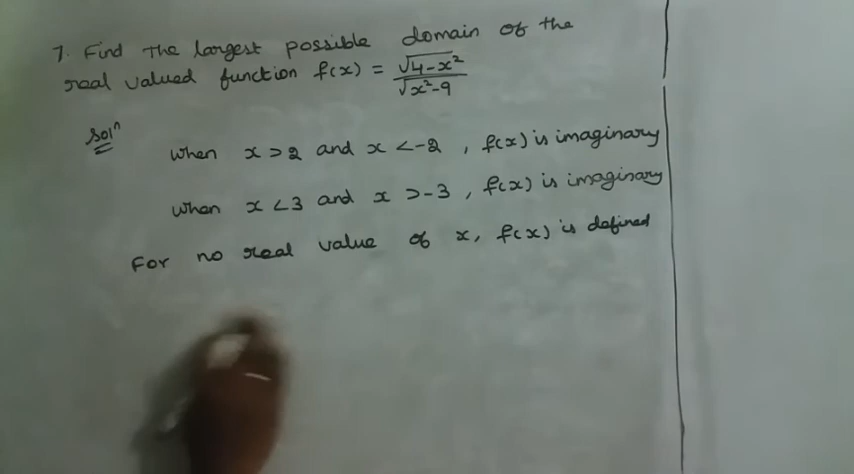 7. Find The largest possible domain of the
real valued function f(x) = √4-x² / √x²-9
Solⁿ
When x > 2 and x < -2 , f(x) is imaginary
when x < 3 and x > -3 , f(x) is imaginary
For no real value of x, f(x) is defined